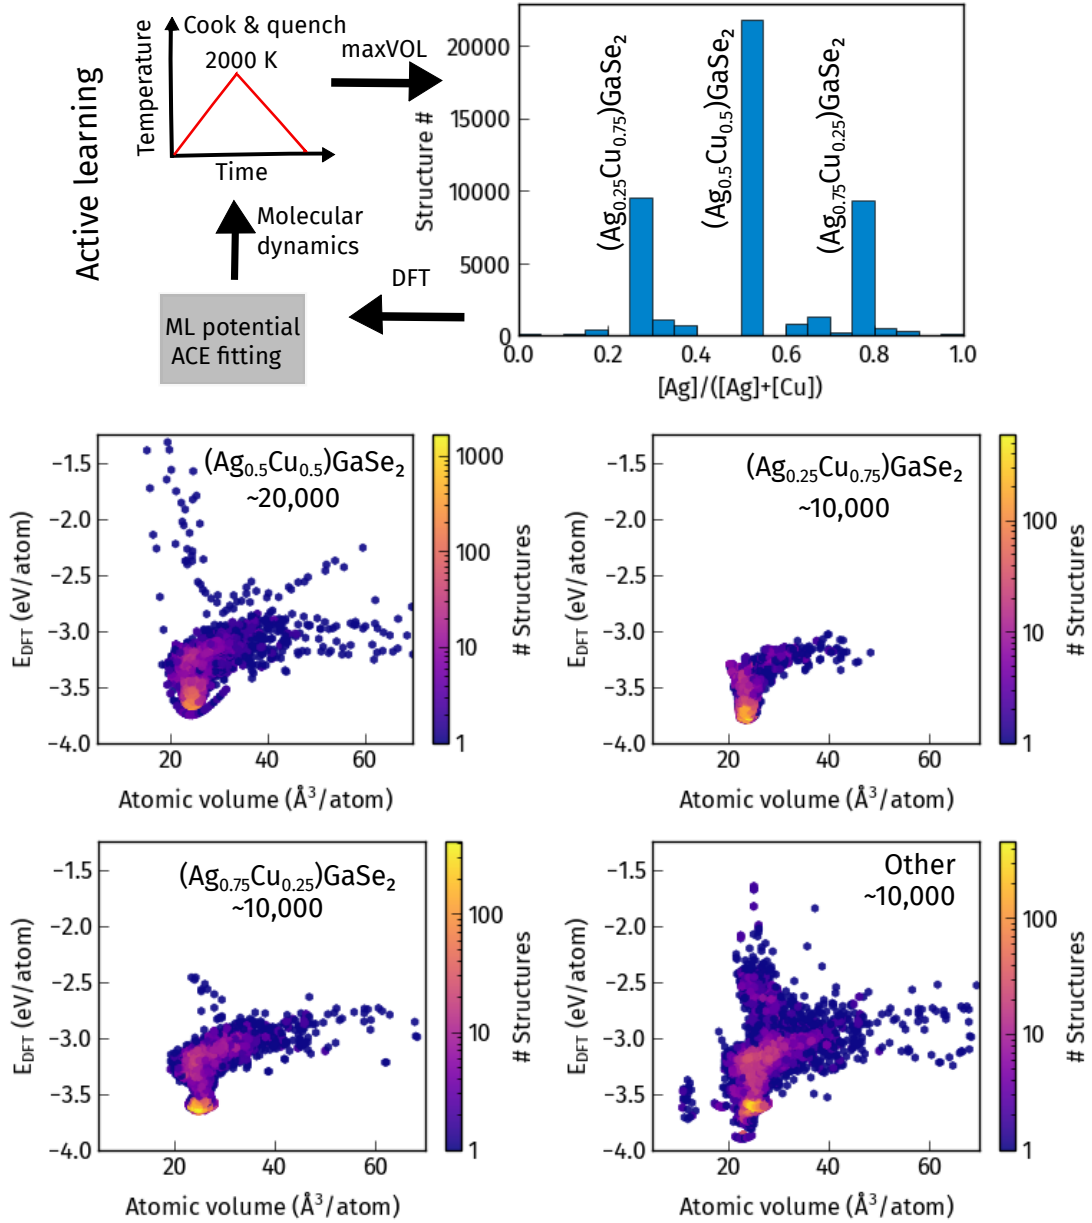 Active learning
Cook & quench
2000 K
Temperature
Time
maxVOL
Molecular
dynamics
DFT
ML potential
ACE fitting
Structure #
20000
15000
10000
5000
0
(Ag₀.₂₅Cu₀.₇₅)GaSe₂
(Ag₀.₅Cu₀.₅)GaSe₂
(Ag₀.₇₅Cu₀.₂₅)GaSe₂
0.0 0.2 0.4 0.6 0.8 1.0
[Ag]/([Ag]+[Cu])
(Ag₀.₅Cu₀.₅)GaSe₂
~20,000
E_DFT (eV/atom)
−1.5
−2.0
−2.5
−3.0
−3.5
−4.0
20 40 60
Atomic volume (Å³/atom)
1000
100
10
1
# Structures
(Ag₀.₂₅Cu₀.₇₅)GaSe₂
~10,000
E_DFT (eV/atom)
−1.5
−2.0
−2.5
−3.0
−3.5
−4.0
20 40 60
Atomic volume (Å³/atom)
100
10
1
# Structures
(Ag₀.₇₅Cu₀.₂₅)GaSe₂
~10,000
E_DFT (eV/atom)
−1.5
−2.0
−2.5
−3.0
−3.5
−4.0
20 40 60
Atomic volume (Å³/atom)
100
10
1
# Structures
Other
~10,000
E_DFT (eV/atom)
−1.5
−2.0
−2.5
−3.0
−3.5
−4.0
20 40 60
Atomic volume (Å³/atom)
100
10
1
# Structures